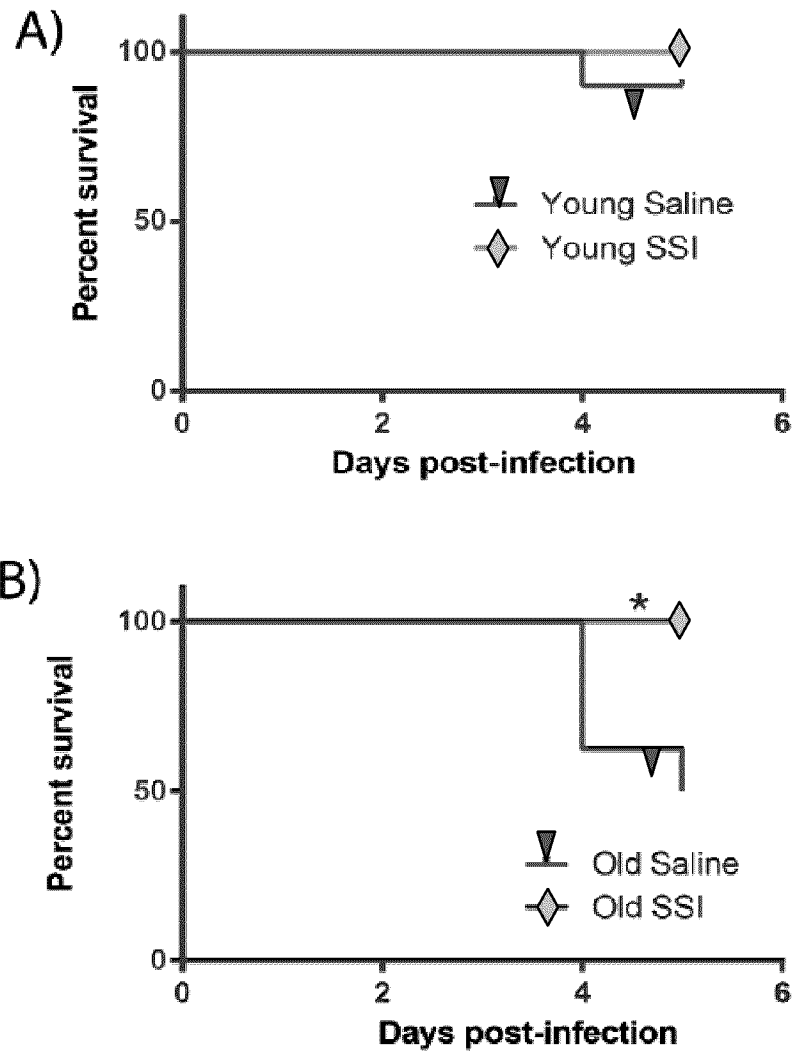 A)
100
50
0
0 2 4 6
Percent survival
Young Saline
Young SSI
Days post-infection
B)
*
100
50
0
0 2 4 6
Percent survival
Old Saline
Old SSI
Days post-infection